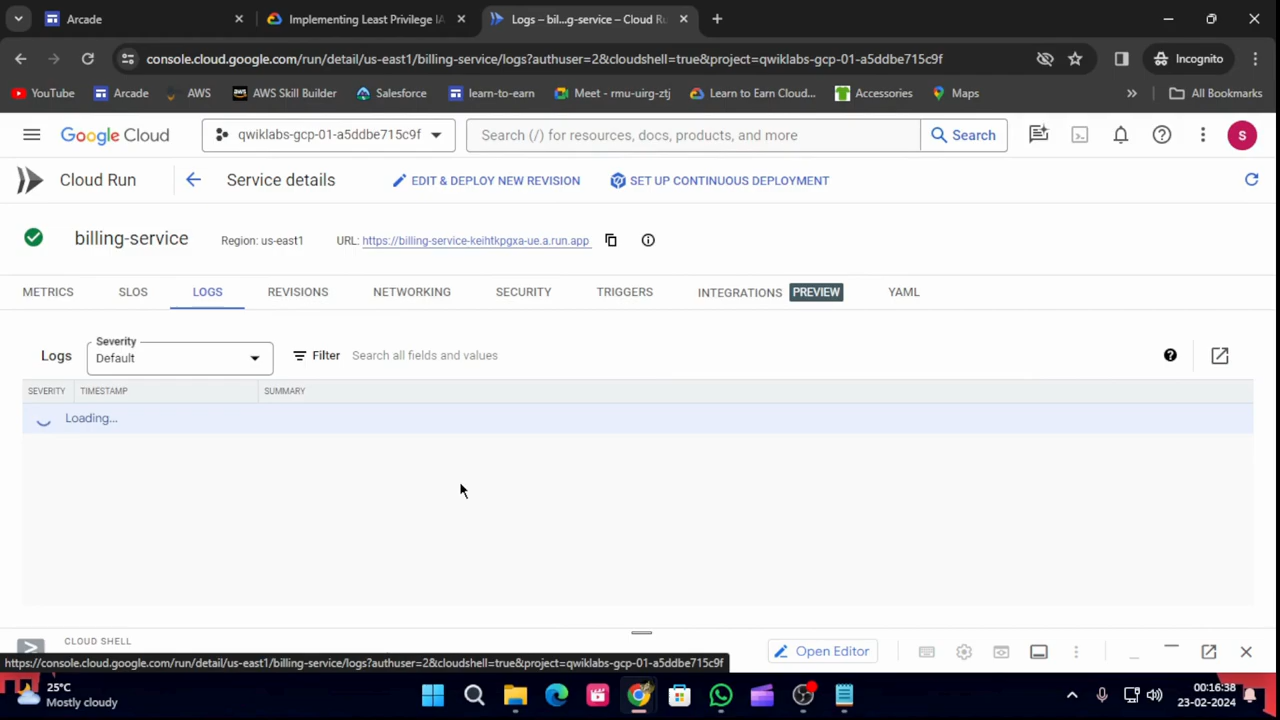 Arcade
Implementing Least Privilege IA
Logs – bil...g-service – Cloud Ru
console.cloud.google.com/run/detail/us-east1/billing-service/logs?authuser=2&cloudshell=true&project=qwiklabs-gcp-01-a5ddbe715c9f
Incognito
YouTube
Arcade
AWS
AWS Skill Builder
Salesforce
learn-to-earn
Meet - rmu-uirg-ztj
Learn to Earn Cloud...
Accessories
Maps
All Bookmarks
Google Cloud
qwiklabs-gcp-01-a5ddbe715c9f
Search (/) for resources, docs, products, and more
Search
S
Cloud Run
Service details
EDIT & DEPLOY NEW REVISION
SET UP CONTINUOUS DEPLOYMENT
billing-service
Region: us-east1
URL: https://billing-service-keihtkpgxa-ue.a.run.app
METRICS
SLOS
LOGS
REVISIONS
NETWORKING
SECURITY
TRIGGERS
INTEGRATIONS PREVIEW
YAML
Logs
Severity
Default
Filter
Search all fields and values
SEVERITY
TIMESTAMP
SUMMARY
Loading...
CLOUD SHELL
Open Editor
https://console.cloud.google.com/run/detail/us-east1/billing-service/logs?authuser=2&cloudshell=true&project=qwiklabs-gcp-01-a5ddbe715c9f
25°C
Mostly cloudy
00:16:38
23-02-2024